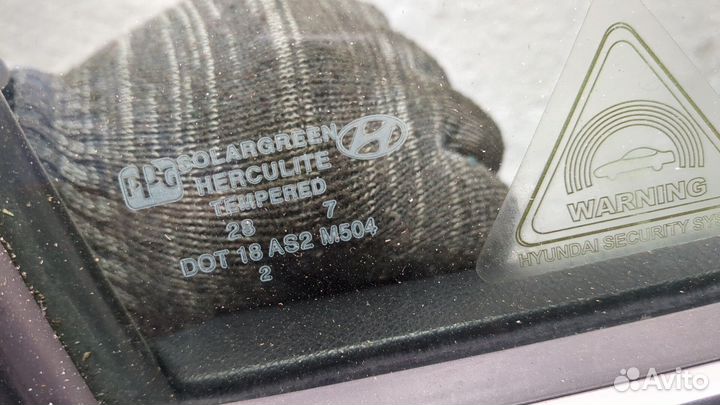 PPG SOLARGREEN
HERCULITE
TEMPERED
28 7
DOT 18 AS2 M504
2
WARNING
HYUNDAI SECURITY SYS
Avito